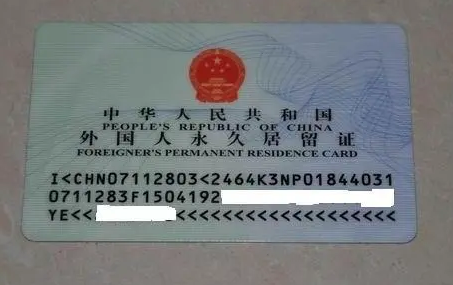 中华人民共和国
PEOPLE'S REPUBLIC OF CHINA
外国人永久居留证
FOREIGNER'S PERMANENT RESIDENCE CARD
I<CHN07112803<2464K3NP01844031
0711283F1504192
YE<<<<<<<<<<<<<<<<<<<<